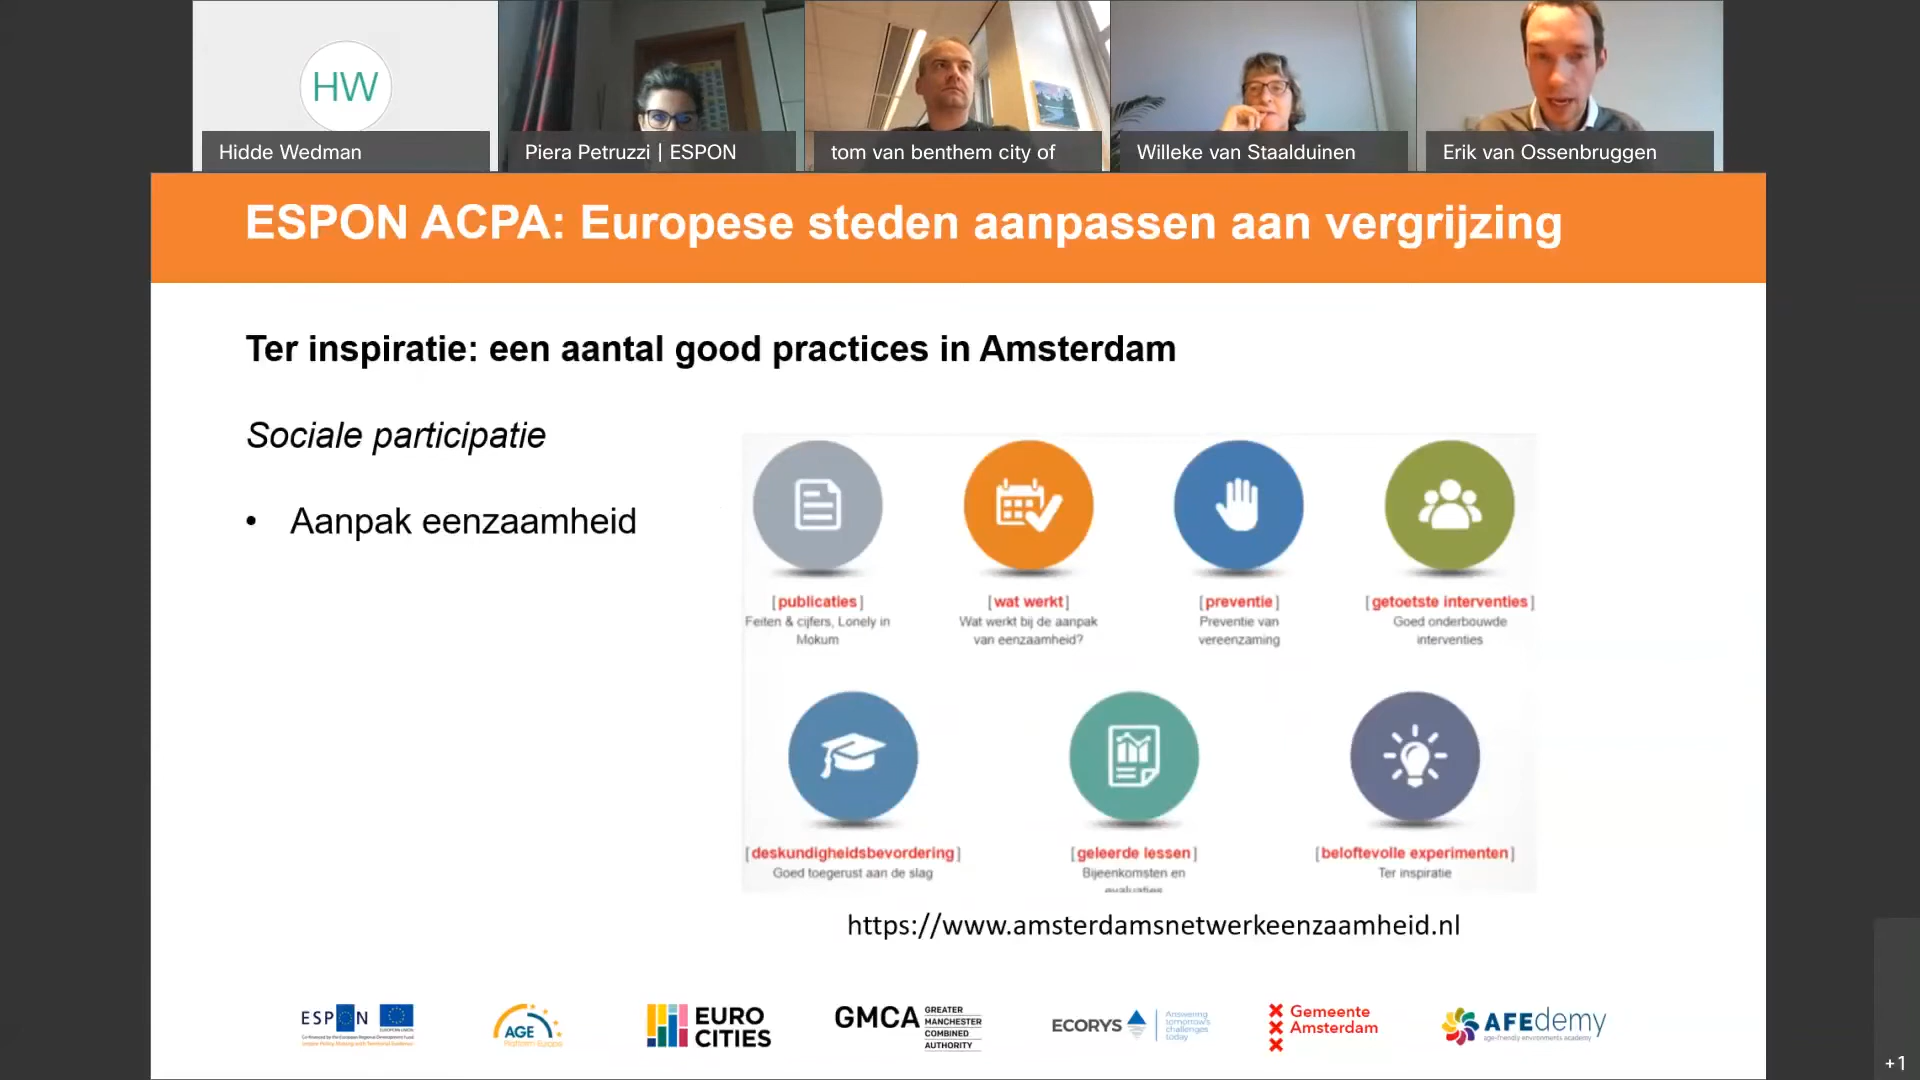 HW
Hidde Wedman
Piera Petruzzi | ESPON
tom van benthem city of
Willeke van Staalduinen
Erik van Ossenbruggen
ESPON ACPA: Europese steden aanpassen aan vergrijzing
Ter inspiratie: een aantal good practices in Amsterdam
Sociale participatie
• Aanpak eenzaamheid
[publicaties]
Feiten & cijfers, Lonely in
Mokum
[wat werkt]
Wat werkt bij de aanpak
van eenzaamheid?
[preventie]
Preventie van
vereenzaming
[getoetste interventies]
Goed onderbouwde
interventies
[deskundigheidsbevordering]
Goed toegerust aan de slag
[geleerde lessen]
Bijeenkomsten en
evaluaties
[beloftevolle experimenten]
Ter inspiratie
https://www.amsterdamsnetwerkeenzaamheid.nl
ESPON
AGE
Platform Europe
EURO
CITIES
GMCA
GREATER
MANCHESTER
COMBINED
AUTHORITY
ECORYS
Answering
tomorrow's
challenges
today
Gemeente
Amsterdam
AFEdemy
age-friendly environments academy
+1